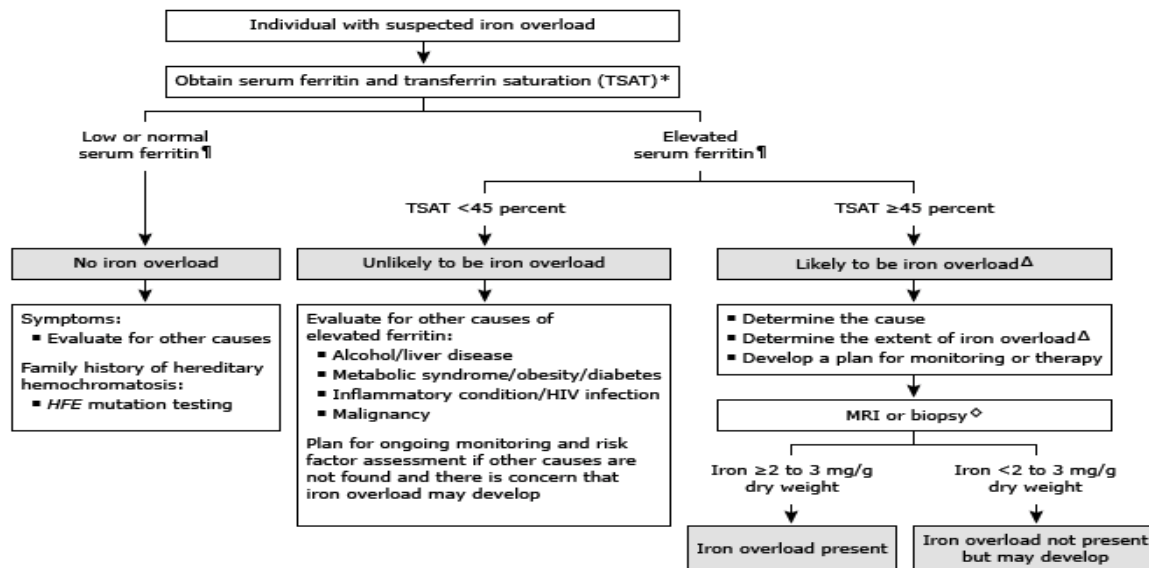 Individual with suspected iron overload
Obtain serum ferritin and transferrin saturation (TSAT)*
Low or normal
serum ferritin¶
Elevated
serum ferritin¶
TSAT <45 percent
TSAT ≥45 percent
No iron overload
Unlikely to be iron overload
Likely to be iron overloadΔ
Symptoms:
▪ Evaluate for other causes
Family history of hereditary
hemochromatosis:
▪ HFE mutation testing
Evaluate for other causes of
elevated ferritin:
▪ Alcohol/liver disease
▪ Metabolic syndrome/obesity/diabetes
▪ Inflammatory condition/HIV infection
▪ Malignancy
Plan for ongoing monitoring and risk
factor assessment if other causes are
not found and there is concern that
iron overload may develop
▪ Determine the cause
▪ Determine the extent of iron overloadΔ
▪ Develop a plan for monitoring or therapy
MRI or biopsy◇
Iron ≥2 to 3 mg/g
dry weight
Iron <2 to 3 mg/g
dry weight
Iron overload present
Iron overload not present
but may develop